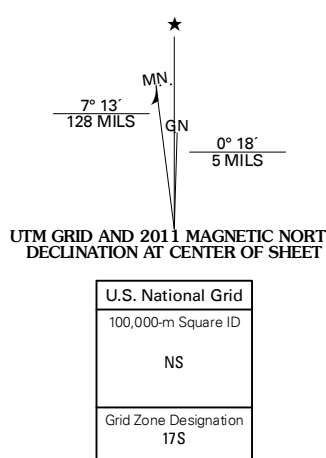 ★
MN.
7° 13´
128 MILS
GN
0° 18´
5 MILS
UTM GRID AND 2011 MAGNETIC NORT
DECLINATION AT CENTER OF SHEET
U.S. National Grid
100,000-m Square ID
NS
Grid Zone Designation
17S